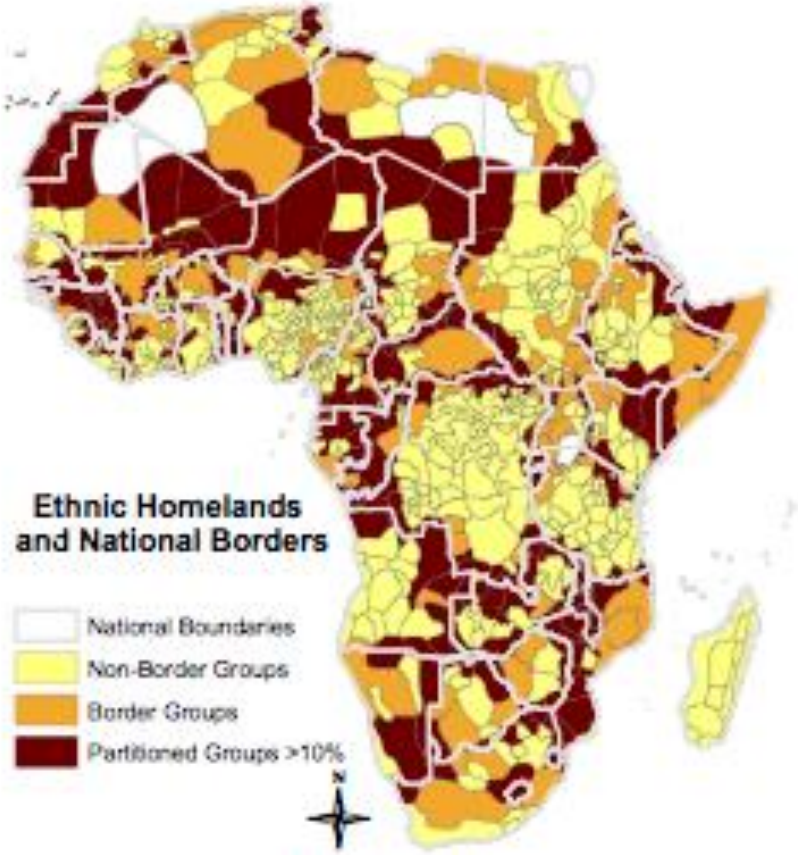 Ethnic Homelands
and National Borders
National Boundaries
Non-Border Groups
Border Groups
Partitioned Groups >10%
N